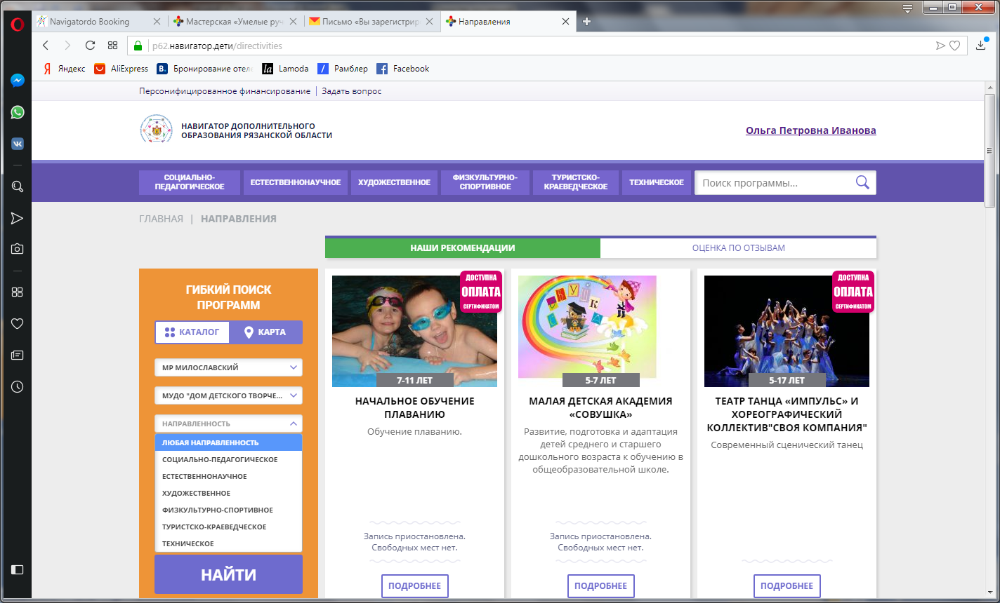 Navigatordo Booking
Мастерская «Умелые руч
Письмо «Вы зарегистрир
Направления
p62.навигатор.дети/directivities
Яндекс
AliExpress
B.
Бронирование отеле
la
Lamoda
Рамблер
Facebook
Персонифицированное финансирование
Задать вопрос
НАВИГАТОР ДОПОЛНИТЕЛЬНОГО
ОБРАЗОВАНИЯ РЯЗАНСКОЙ ОБЛАСТИ
Ольга Петровна Иванова
СОЦИАЛЬНО-
ПЕДАГОГИЧЕСКОЕ
ЕСТЕСТВЕННОНАУЧНОЕ
ХУДОЖЕСТВЕННОЕ
ФИЗКУЛЬТУРНО-
СПОРТИВНОЕ
ТУРИСТСКО-
КРАЕВЕДЧЕСКОЕ
ТЕХНИЧЕСКОЕ
Поиск программы...
ГЛАВНАЯ | НАПРАВЛЕНИЯ
НАШИ РЕКОМЕНДАЦИИ
ОЦЕНКА ПО ОТЗЫВАМ
ГИБКИЙ ПОИСК
ПРОГРАММ
КАТАЛОГ
КАРТА
МР МИЛОСЛАВСКИЙ
МУДО "ДОМ ДЕТСКОГО ТВОРЧЕ...
НАПРАВЛЕННОСТЬ
ЛЮБАЯ НАПРАВЛЕННОСТЬ
СОЦИАЛЬНО-ПЕДАГОГИЧЕСКОЕ
ЕСТЕСТВЕННОНАУЧНОЕ
ХУДОЖЕСТВЕННОЕ
ФИЗКУЛЬТУРНО-СПОРТИВНОЕ
ТУРИСТСКО-КРАЕВЕДЧЕСКОЕ
ТЕХНИЧЕСКОЕ
НАЙТИ
ДОСТУПНА
ОПЛАТА
СЕРТИФИКАТОМ
7-11 ЛЕТ
НАЧАЛЬНОЕ ОБУЧЕНИЕ
ПЛАВАНИЮ
Обучение плаванию.
Запись приостановлена.
Свободных мест нет.
ПОДРОБНЕЕ
5-7 ЛЕТ
МАЛАЯ ДЕТСКАЯ АКАДЕМИЯ
«СОВУШКА»
Развитие, подготовка и адаптация
детей среднего и старшего
дошкольного возраста к обучению в
общеобразовательной школе.
Запись приостановлена.
Свободных мест нет.
ПОДРОБНЕЕ
ДОСТУПНА
ОПЛАТА
СЕРТИФИКАТОМ
5-17 ЛЕТ
ТЕАТР ТАНЦА «ИМПУЛЬС» И
ХОРЕОГРАФИЧЕСКИЙ
КОЛЛЕКТИВ"СВОЯ КОМПАНИЯ"
Современный сценический танец
ПОДРОБНЕЕ